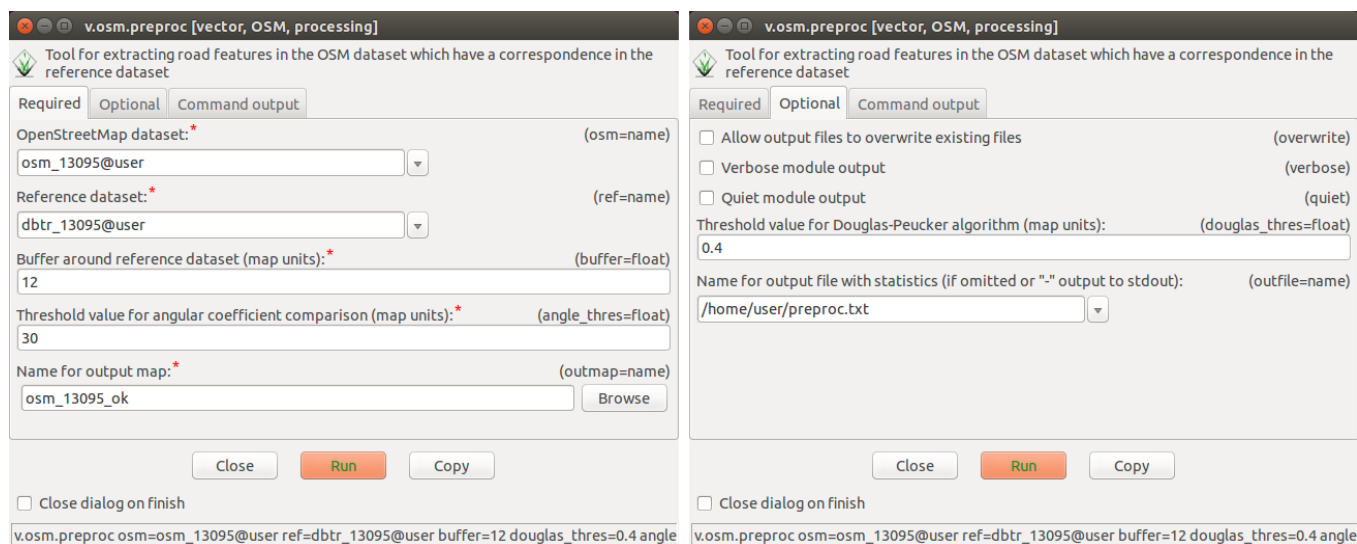 v.osm.preproc [vector, OSM, processing]
Tool for extracting road features in the OSM dataset which have a correspondence in the
reference dataset
Required Optional Command output
OpenStreetMap dataset:* (osm=name)
osm_13095@user
Reference dataset:* (ref=name)
dbtr_13095@user
Buffer around reference dataset (map units):* (buffer=float)
12
Threshold value for angular coefficient comparison (map units):* (angle_thres=float)
30
Name for output map:* (outmap=name)
osm_13095_ok Browse
Close Run Copy
Close dialog on finish
v.osm.preproc osm=osm_13095@user ref=dbtr_13095@user buffer=12 douglas_thres=0.4 angle
v.osm.preproc [vector, OSM, processing]
Tool for extracting road features in the OSM dataset which have a correspondence in the
reference dataset
Required Optional Command output
Allow output files to overwrite existing files (overwrite)
Verbose module output (verbose)
Quiet module output (quiet)
Threshold value for Douglas-Peucker algorithm (map units): (douglas_thres=float)
0.4
Name for output file with statistics (if omitted or "-" output to stdout): (outfile=name)
/home/user/preproc.txt
Close Run Copy
Close dialog on finish
v.osm.preproc osm=osm_13095@user ref=dbtr_13095@user buffer=12 douglas_thres=0.4 angle